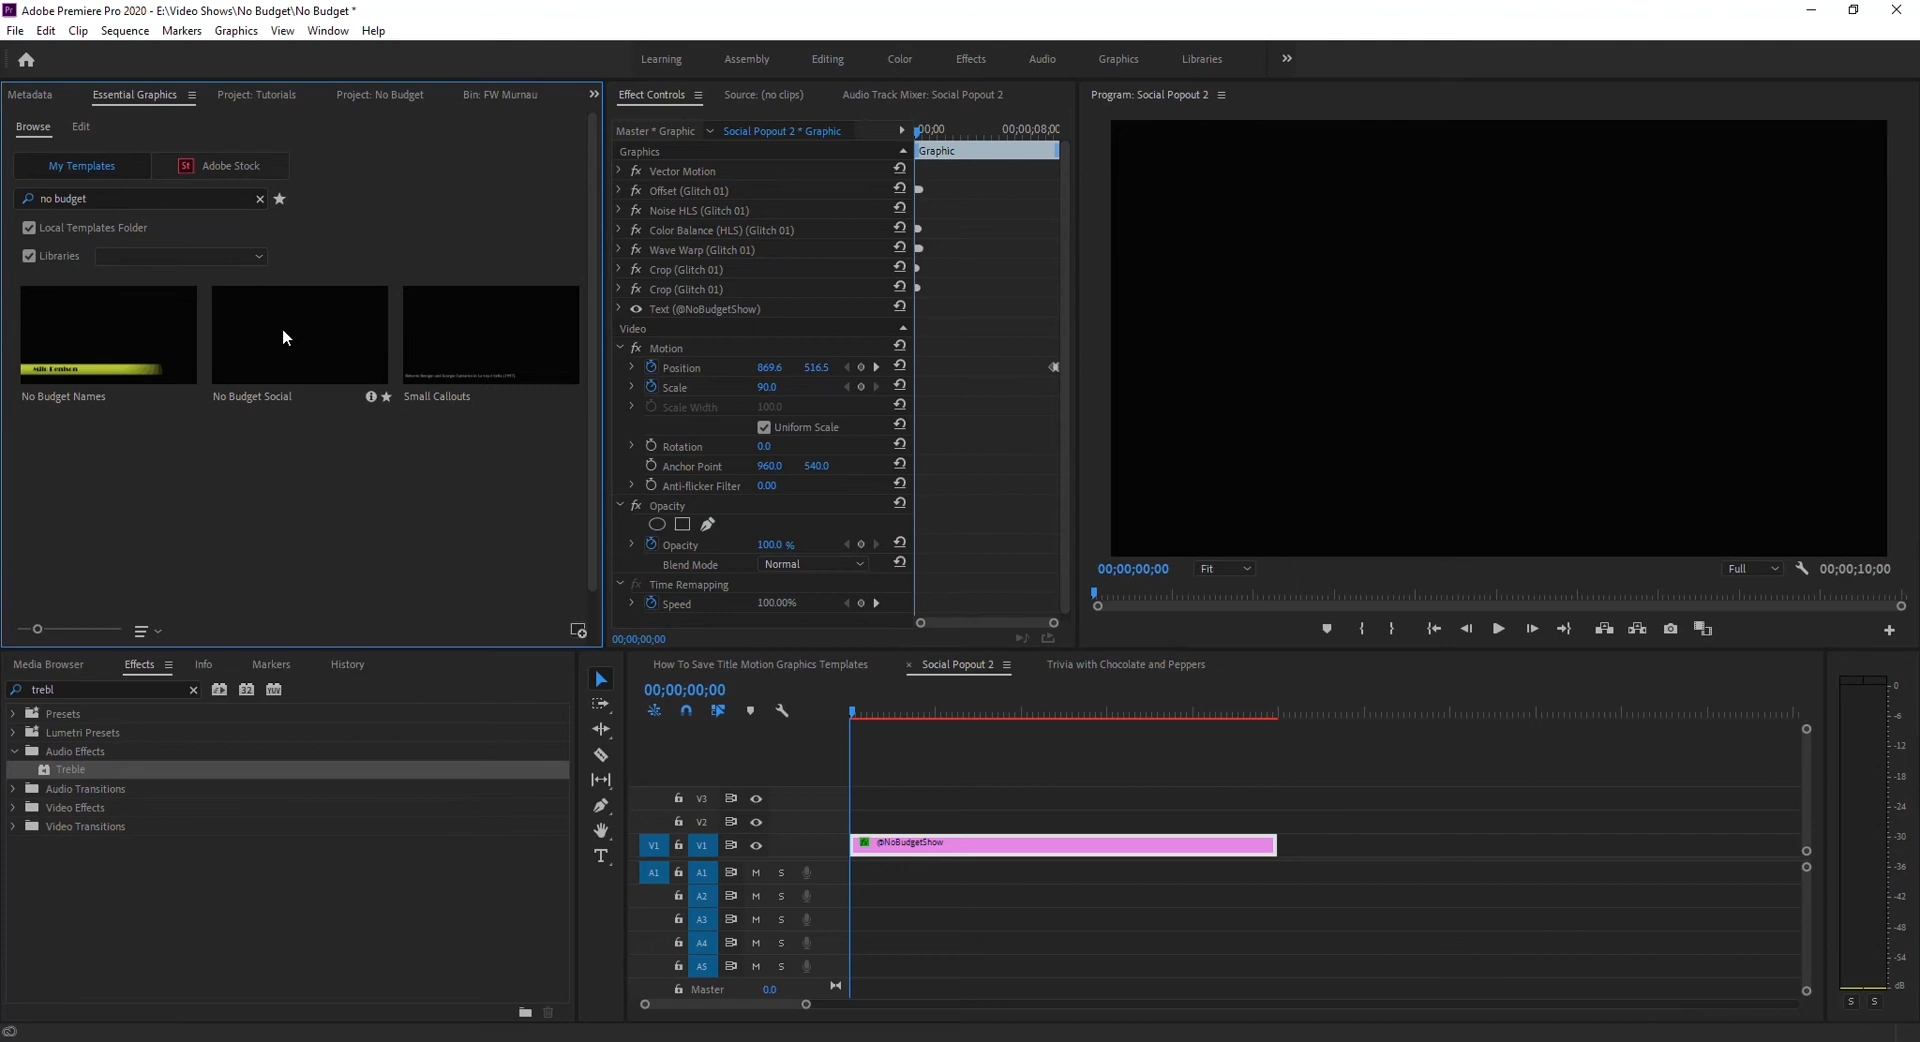 Adobe Premiere Pro 2020 - E:\Video Shows\No Budget\No Budget *
File Edit Clip Sequence Markers Graphics View Window Help
Learning Assembly Editing Color Effects Audio Graphics Libraries
Metadata Essential Graphics Project: Tutorials Project: No Budget Bin: FW Murnau
Browse Edit
My Templates St Adobe Stock
no budget
Local Templates Folder
Libraries
Milo Denison
No Budget Names No Budget Social Small Callouts
Effect Controls Source: (no clips) Audio Track Mixer: Social Popout 2
Master * Graphic Social Popout 2 * Graphic ;00;00 00;00;08;00
Graphics Graphic
Vector Motion
Offset (Glitch 01)
Noise HLS (Glitch 01)
Color Balance (HLS) (Glitch 01)
Wave Warp (Glitch 01)
Crop (Glitch 01)
Crop (Glitch 01)
Text (@NoBudgetShow)
Video
fx Motion
Position 869.6 516.5
Scale 90.0
Scale Width 100.0
Uniform Scale
Rotation 0.0
Anchor Point 960.0 540.0
Anti-flicker Filter 0.00
fx Opacity
Opacity 100.0 %
Blend Mode Normal
fx Time Remapping
Speed 100.00%
00;00;00;00
Program: Social Popout 2
00;00;00;00 Fit Full 00;00;10;00
Media Browser Effects Info Markers History
trebl 32 YUV
Presets
Lumetri Presets
Audio Effects
Treble
Audio Transitions
Video Effects
Video Transitions
How To Save Title Motion Graphics Templates × Social Popout 2 Trivia with Chocolate and Peppers
00;00;00;00
V3
V2
V1 V1 fx @NoBudgetShow
A1 A1 M S
A2 M S
A3 M S
A4 M S
A5 M S
Master 0.0
0
-6
-12
-18
-24
-30
-36
-42
-48
-54
dB
S S